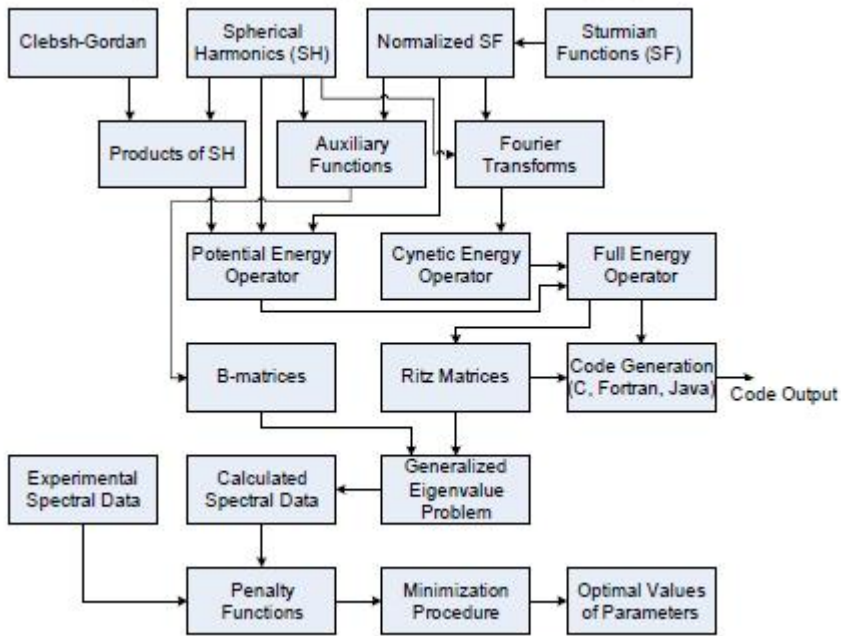 Clebsh-Gordan
Spherical
Harmonics (SH)
Normalized SF
Sturmian
Functions (SF)
Products of SH
Auxiliary
Functions
Fourier
Transforms
Potential Energy
Operator
Cynetic Energy
Operator
Full Energy
Operator
B-matrices
Ritz Matrices
Code Generation
(C, Fortran, Java)
Code Output
Experimental
Spectral Data
Calculated
Spectral Data
Generalized
Eigenvalue
Problem
Penalty
Functions
Minimization
Procedure
Optimal Values
of Parameters